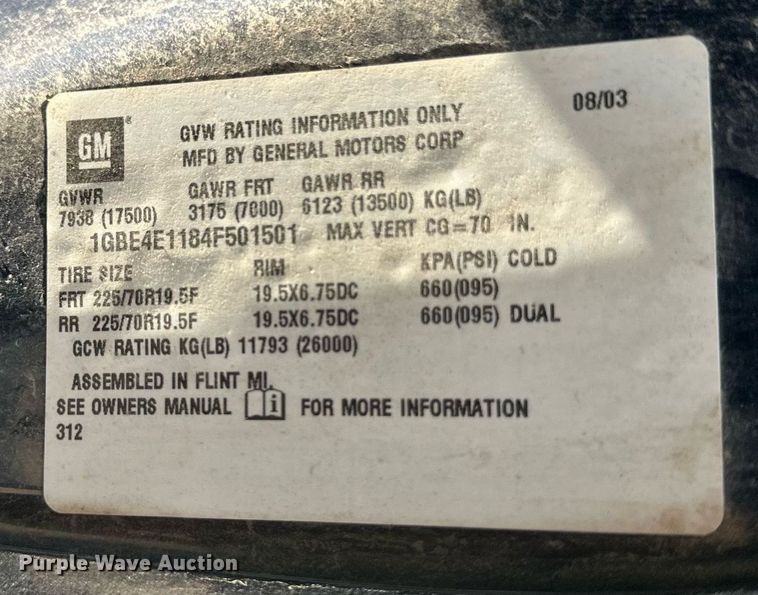 08/03
GM ®
GVW RATING INFORMATION ONLY
MFD BY GENERAL MOTORS CORP
GVWR GAWR FRT GAWR RR
7938 (17500) 3175 (7000) 6123 (13500) KG(LB)
1GBE4E1184F501501 MAX VERT CG=70 IN.
TIRE SIZE RIM KPA(PSI) COLD
FRT 225/70R19.5F 19.5X6.75DC 660(095)
RR 225/70R19.5F 19.5X6.75DC 660(095) DUAL
GCW RATING KG(LB) 11793 (26000)
ASSEMBLED IN FLINT MI.
SEE OWNERS MANUAL i FOR MORE INFORMATION
312
Purple Wave Auction